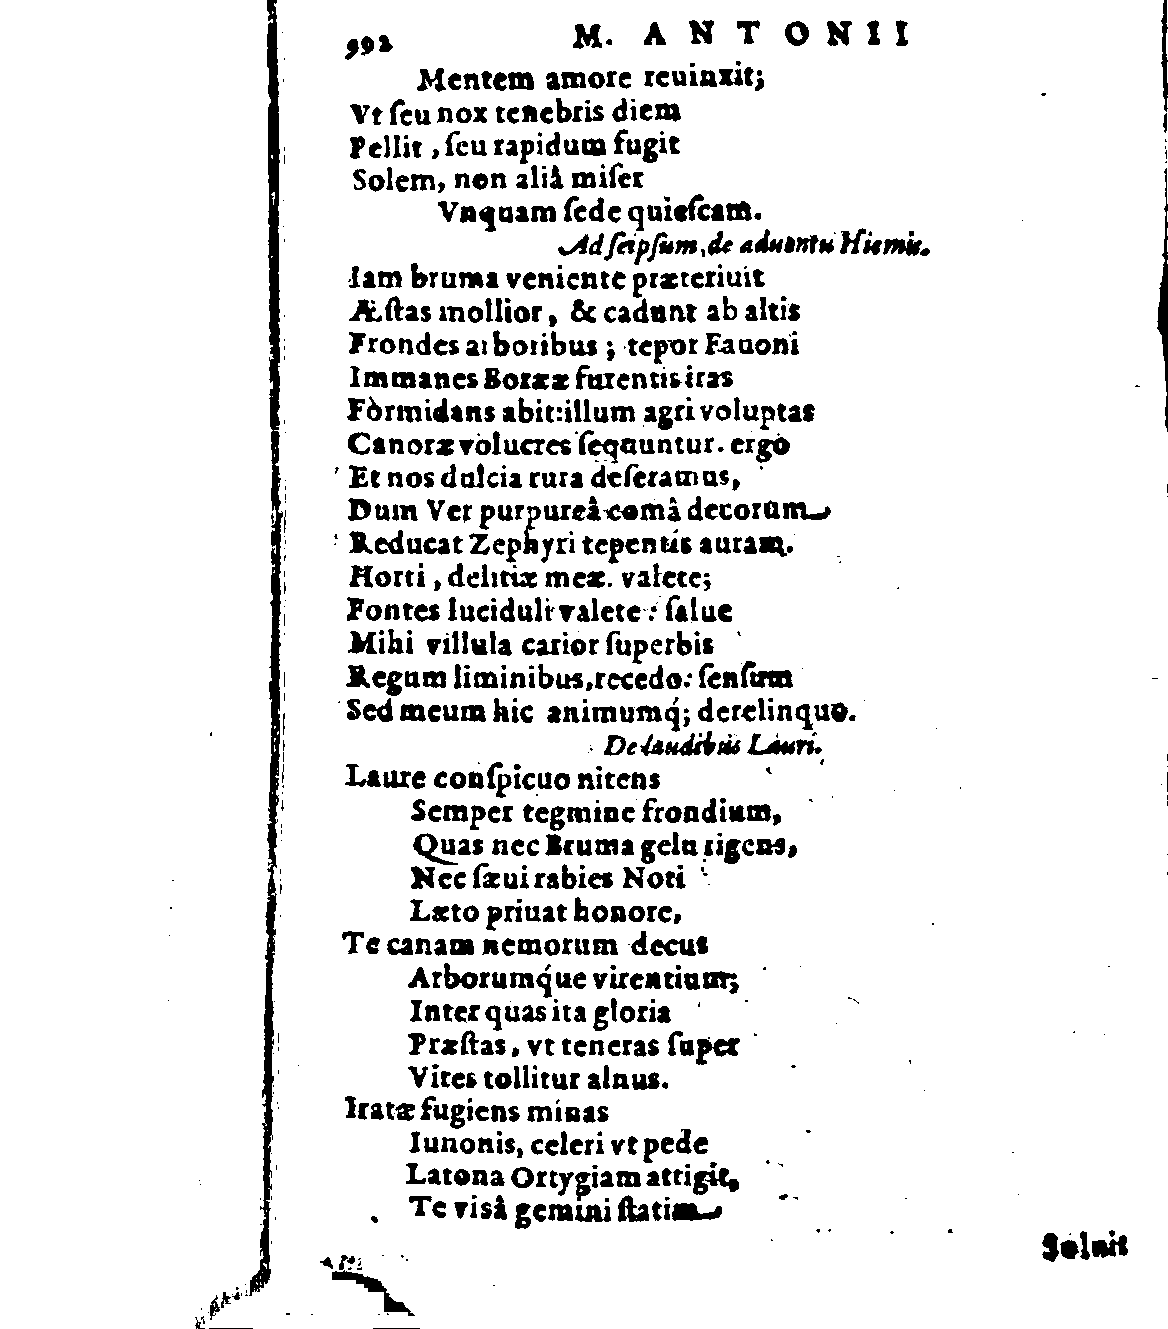 992 M. ANTONII
Mentem amore reuinxit;
Vt ſeu nox tenebris diem
Pellit, ſeu rapidum fugit
Solem, non aliâ miſer
Vnquam ſede quieſcam.
Ad ſeipſum, de aduentu Hiemis.
Iam bruma veniente præteriuit
Æſtas mollior, & cadunt ab altis
Frondes arboribus; tepor Fauoni
Immanes Boreæ furentis iras
Formidans abit: illum agri voluptas
Canoræ volucres ſequuntur. ergo
Et nos dulcia rura deſeramus,
Dum Ver purpureâ comâ decorum
Reducat Zephyri tepentis auram.
Horti, delitiæ meæ. valete;
Fontes luciduli valete: ſalue
Mihi villula carior ſuperbis
Regum liminibus, recedo: ſenſum
Sed meum hic animumq́; derelinquo.
De laudibus Lauri.
Laure conſpicuo nitens
Semper tegmine frondium,
Quas nec Bruma gelu rigens,
Nec ſæui rabies Noti
Læto priuat honore,
Te canam nemorum decus
Arborumq́ue virentium;
Inter quas ita gloria
Præſtas, vt teneras ſuper
Vites tollitur alnus.
Iratæ fugiens minas
Iunonis, celeri vt pede
Latona Ortygiam attigit,
Te visâ gemini ſtatim
Soluit